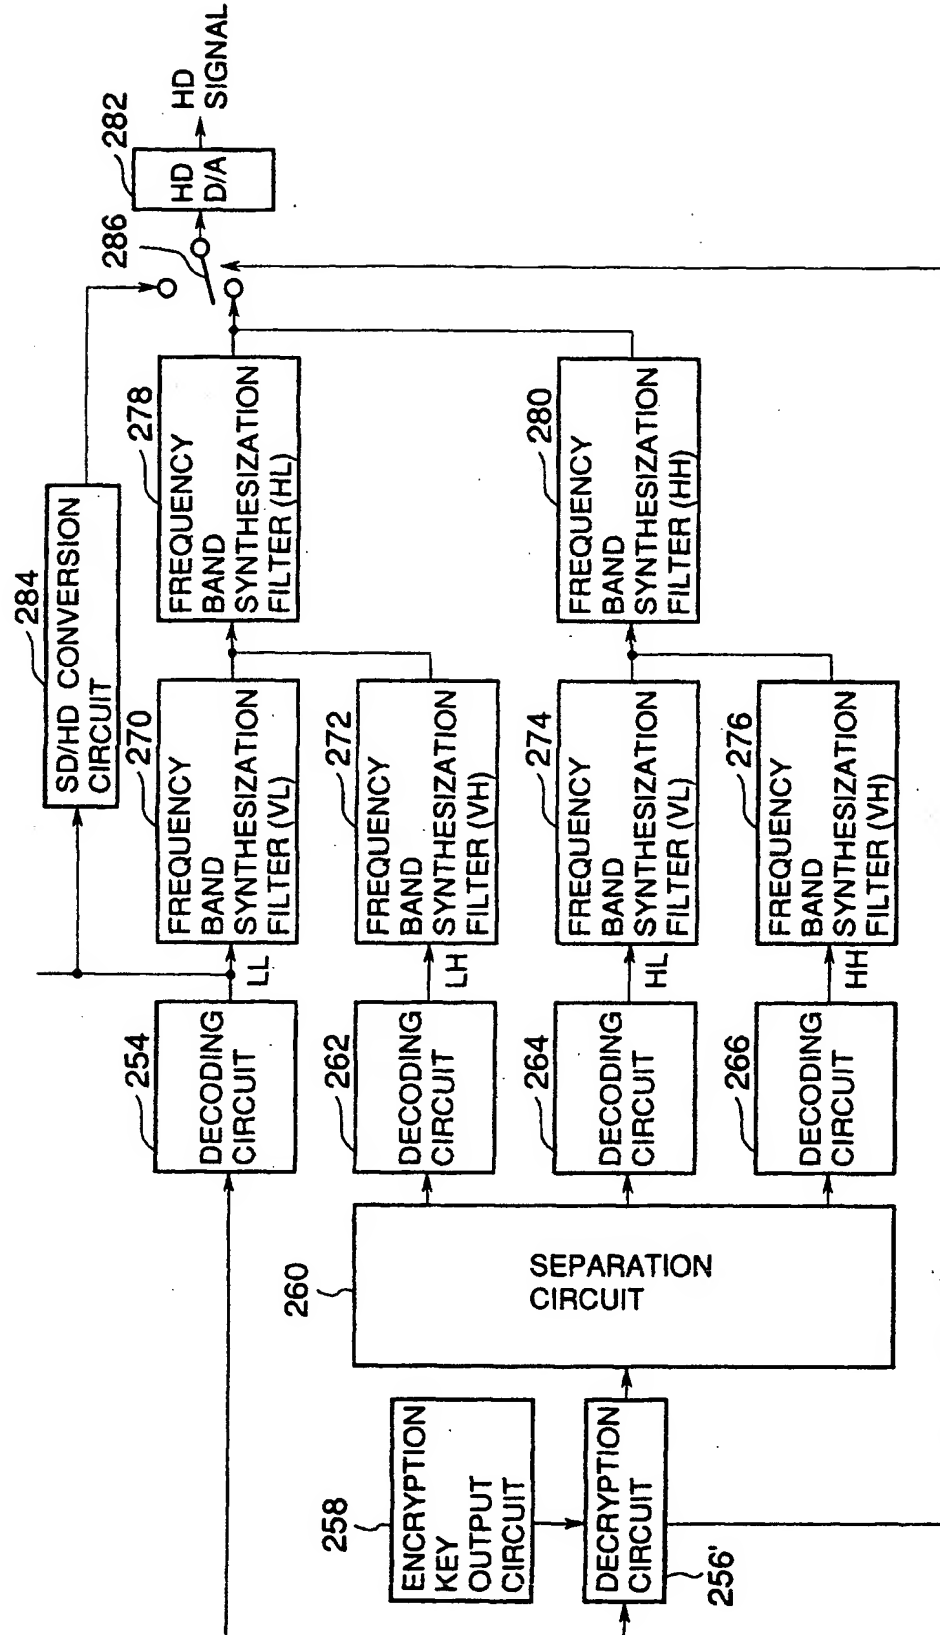 284
SD/HD CONVERSION
CIRCUIT
282
HD
D/A
HD
SIGNAL
286
254
DECODING
CIRCUIT
LL
270
FREQUENCY
BAND
SYNTHESIZATION
FILTER (VL)
278
FREQUENCY
BAND
SYNTHESIZATION
FILTER (HL)
262
DECODING
CIRCUIT
LH
272
FREQUENCY
BAND
SYNTHESIZATION
FILTER (VH)
258
ENCRYPTION
KEY
OUTPUT
CIRCUIT
260
SEPARATION
CIRCUIT
264
DECODING
CIRCUIT
HL
274
FREQUENCY
BAND
SYNTHESIZATION
FILTER (VL)
280
FREQUENCY
BAND
SYNTHESIZATION
FILTER (HH)
DECRYPTION
CIRCUIT
256'
266
DECODING
CIRCUIT
HH
276
FREQUENCY
BAND
SYNTHESIZATION
FILTER (VH)